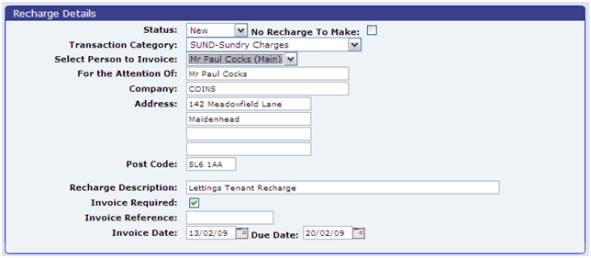 Recharge Details
Status: New No Recharge To Make:
Transaction Category: SUND-Sundry Charges
Select Person to Invoice: Mr Paul Cocks (Main)
For the Attention Of: Mr Paul Cocks
Company: COINS
Address: 142 Meadowfield Lane
Maidenhead
Post Code: SL6 1AA
Recharge Description: Lettings Tenant Recharge
Invoice Required:
Invoice Reference:
Invoice Date: 13/02/09 Due Date: 20/02/09